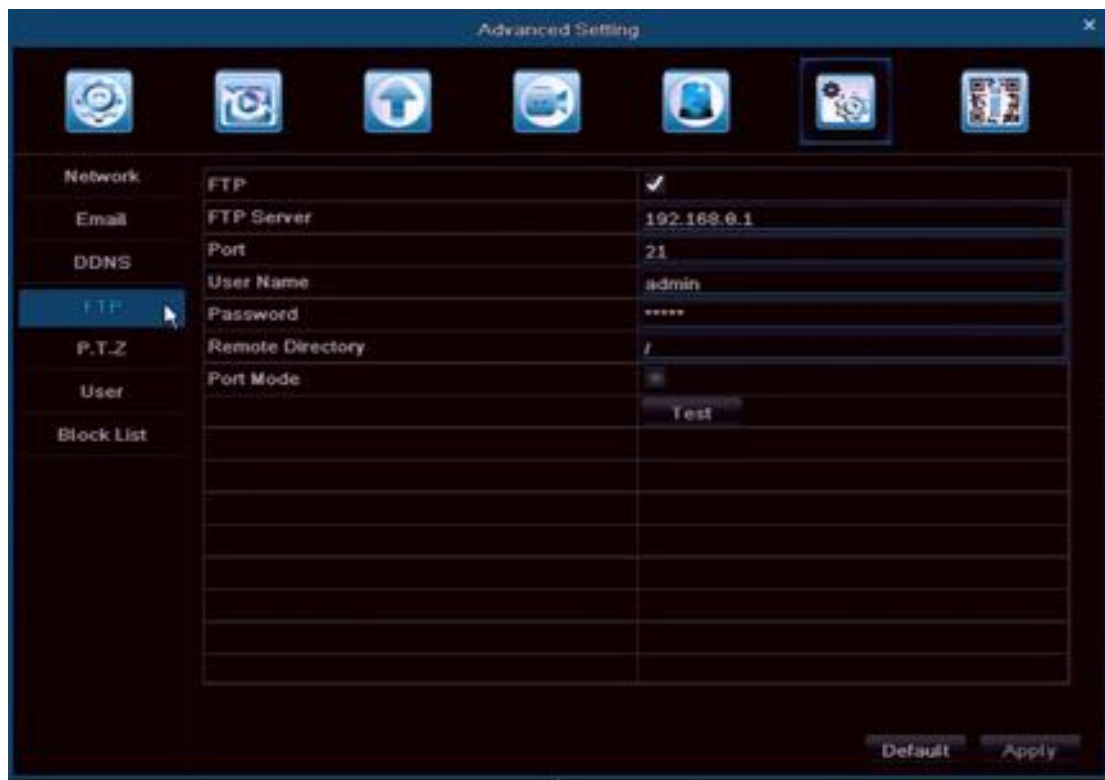 Advanced Setting
×
Network
Email
DDNS
FTP
P.T.Z
User
Block List
FTP
FTP Server 192.168.0.1
Port 21
User Name admin
Password *****
Remote Directory /
Port Mode
Test
Default Apply